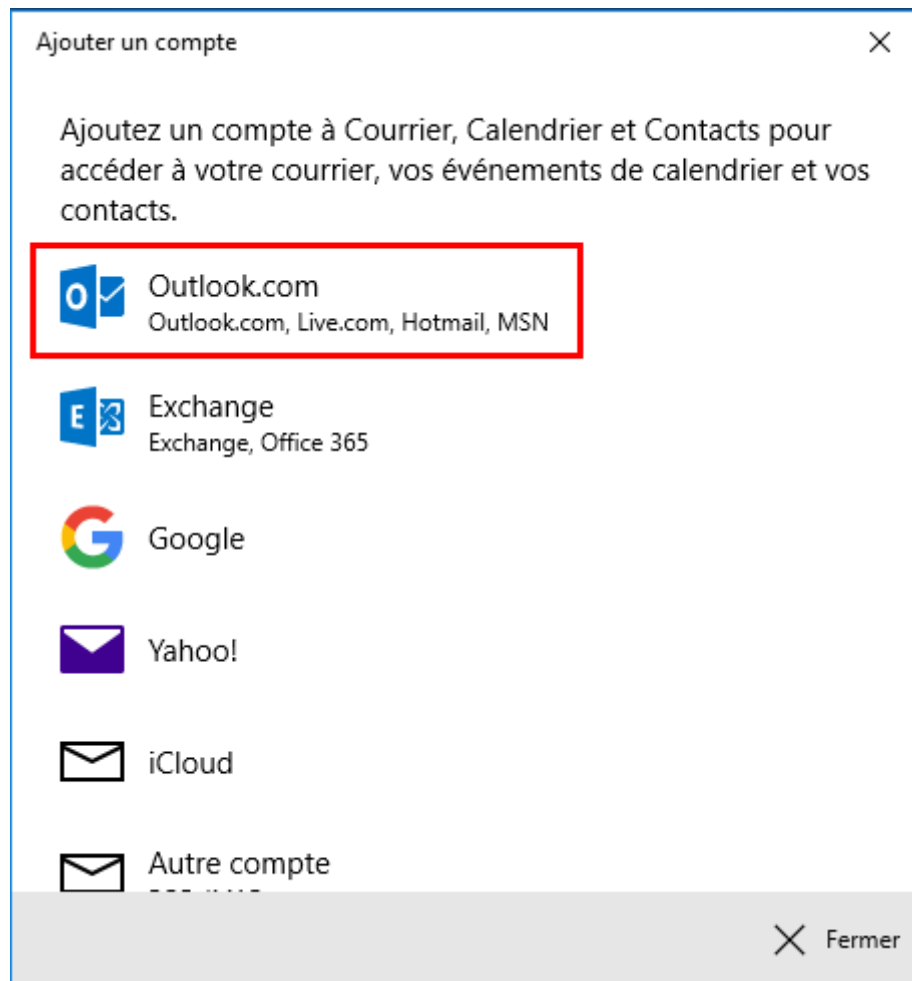 Ajouter un compte
Ajoutez un compte à Courrier, Calendrier et Contacts pour
accéder à votre courrier, vos événements de calendrier et vos
contacts.
Outlook.com
Outlook.com, Live.com, Hotmail, MSN
Exchange
Exchange, Office 365
Google
Yahoo!
iCloud
Autre compte
Fermer